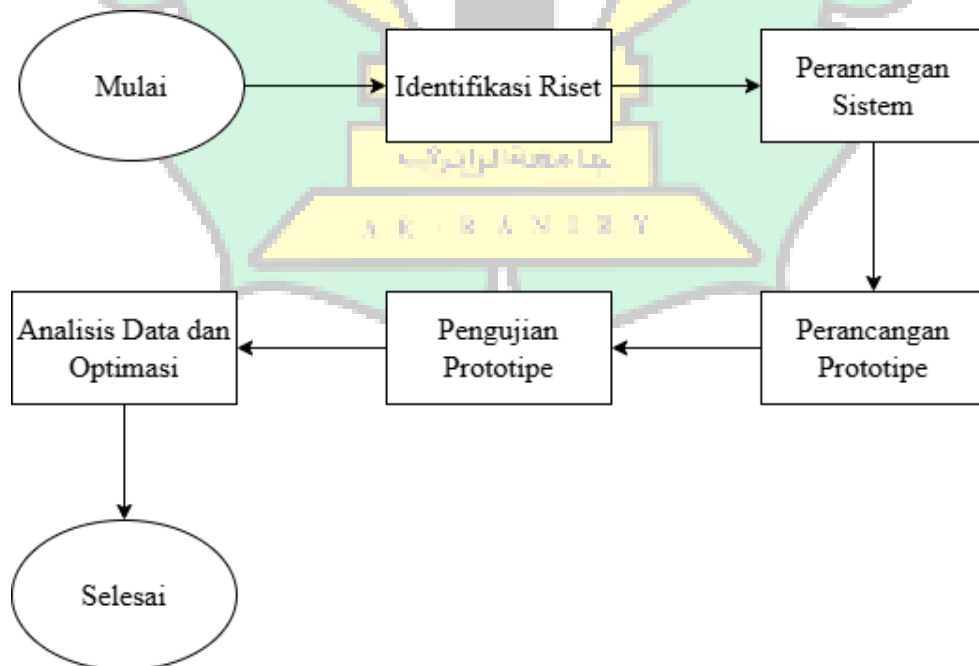 Mulai
Identifikasi Riset
Perancangan
Sistem
A R - R A N I R Y
Perancangan
Prototipe
Pengujian
Prototipe
Analisis Data dan
Optimasi
Selesai